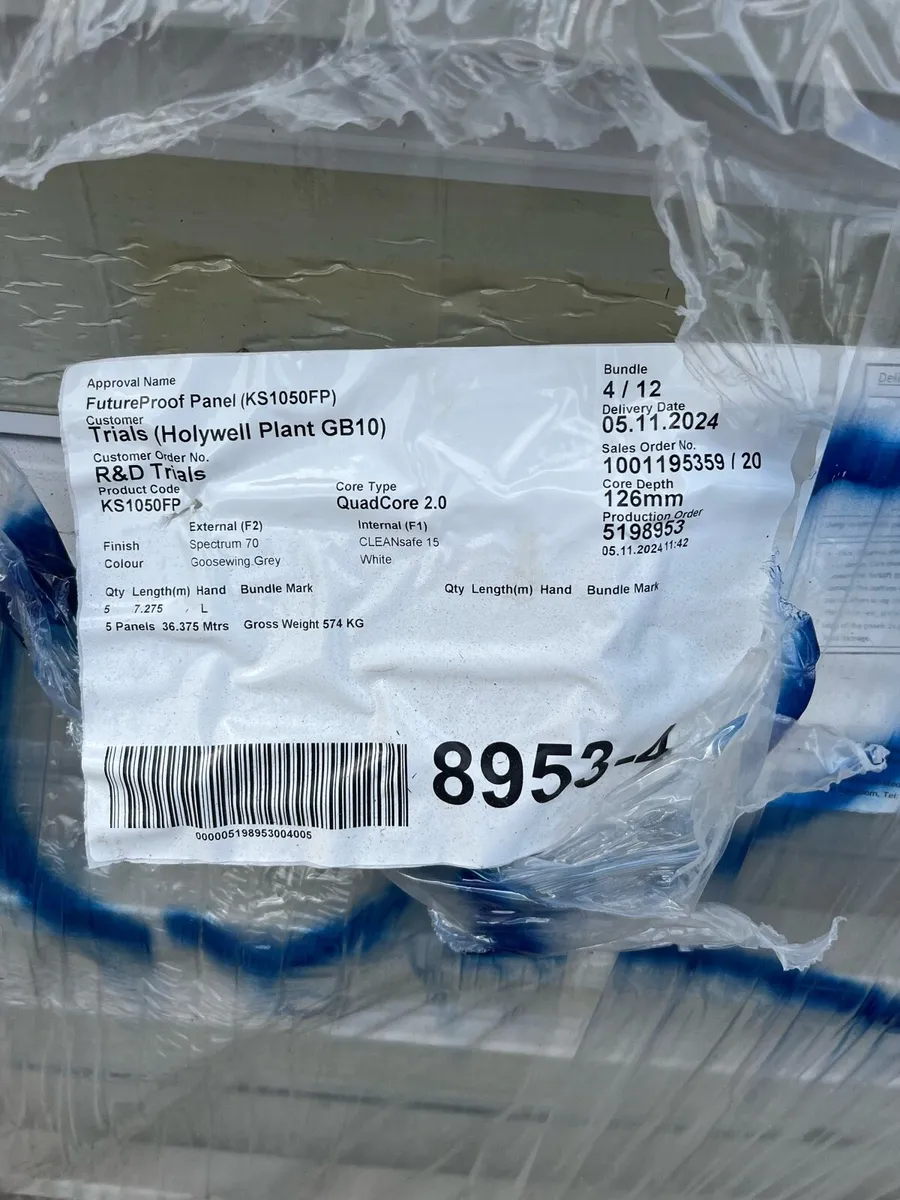 Approval Name
FutureProof Panel (KS1050FP)
Customer
Trials (Holywell Plant GB10)
Customer Order No.
R&D Trials
Product Code
KS1050FP
Core Type
QuadCore 2.0
Bundle
4 / 12
Delivery Date
05.11.2024
Sales Order No.
1001195359 / 20
Core Depth
126mm
Production Order
5198953
05.11.2024 11:42
External (F2) Internal (F1)
Finish Spectrum 70 CLEANsafe 15
Colour Goosewing Grey White
Qty Length(m) Hand Bundle Mark Qty Length(m) Hand Bundle Mark
5 7.275 L
5 Panels 36.375 Mtrs Gross Weight 574 KG
8953-4
000005198953004005